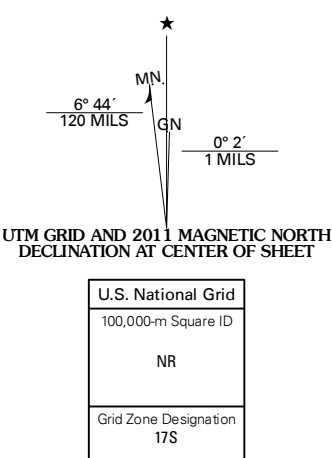 ★
MN.
6° 44´
120 MILS
GN
0° 2´
1 MILS
UTM GRID AND 2011 MAGNETIC NORTH
DECLINATION AT CENTER OF SHEET
U.S. National Grid
100,000-m Square ID
NR
Grid Zone Designation
17S